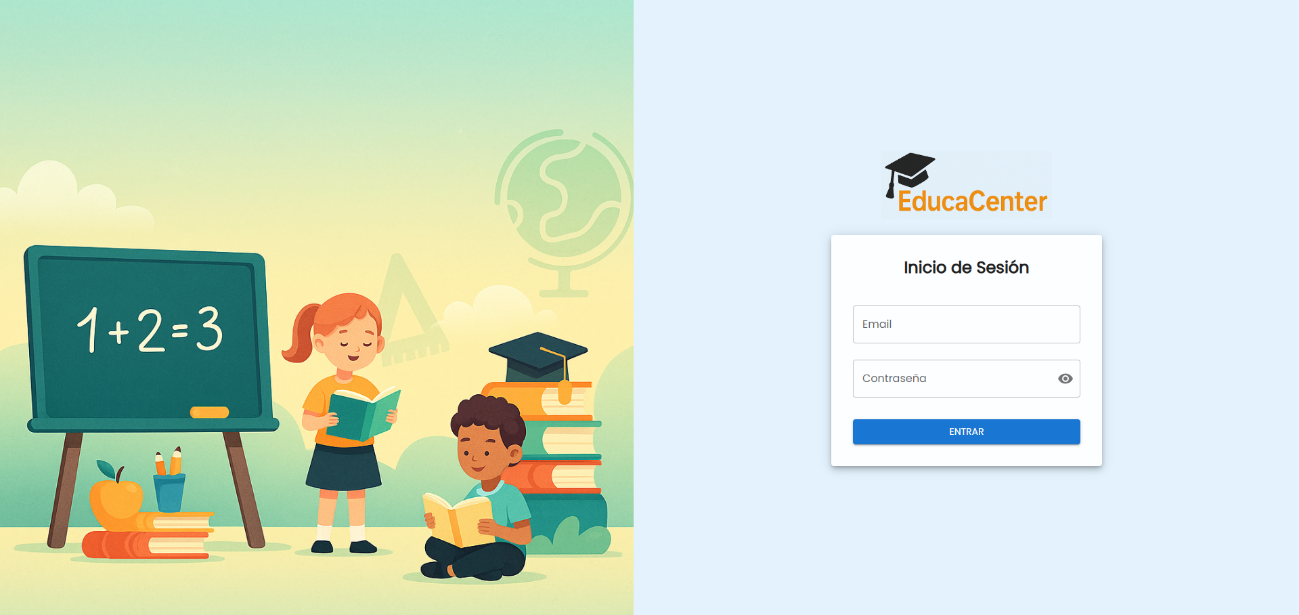 1+2=3
EducaCenter
Inicio de Sesión
Email
Contraseña
ENTRAR